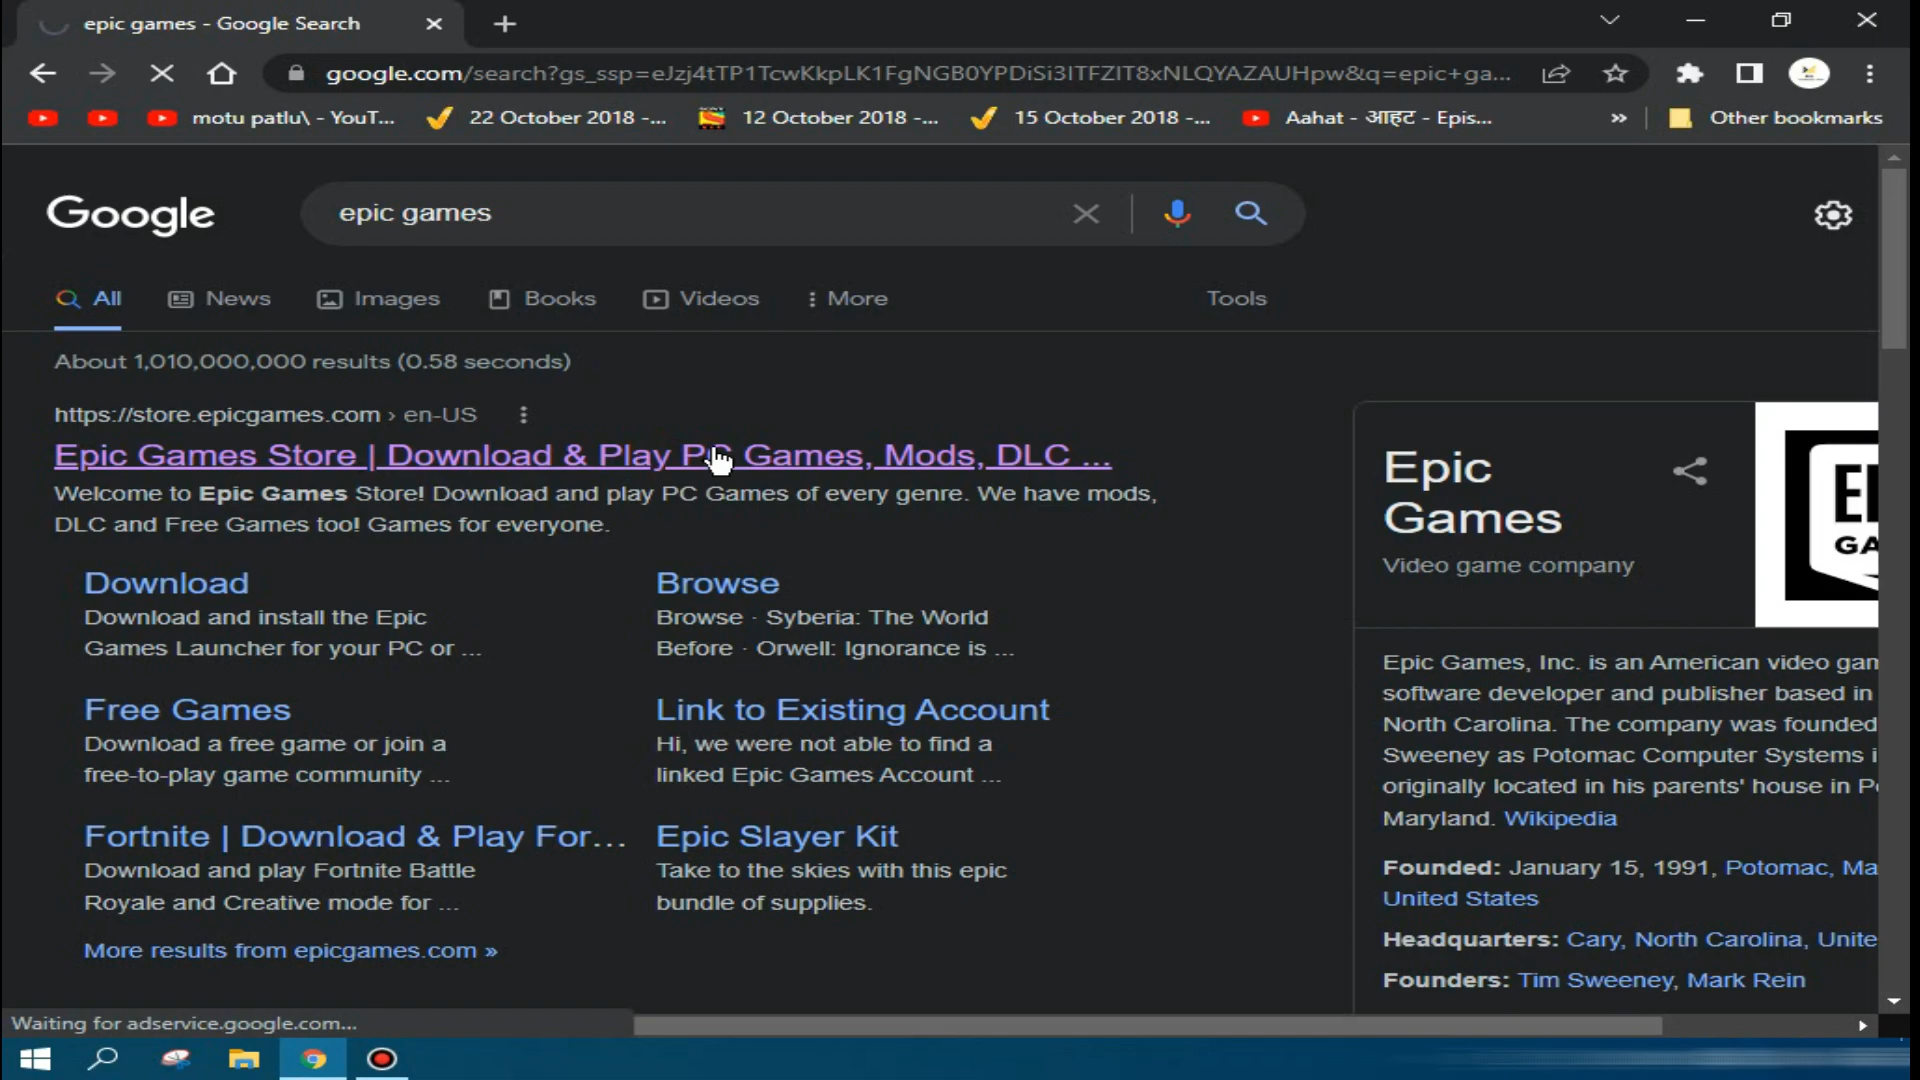 epic games - Google Search
google.com/search?gs_ssp=eJzj4tTP1TcwKkpLK1FgNGB0YPDiSi3ITFZIT8xNLQYAZAUHpw&q=epic+ga...
motu patlu\ - YouT...
22 October 2018 -...
12 October 2018 -...
15 October 2018 -...
Aahat - आहट - Epis...
»
Other bookmarks
Google
epic games
All
News
Images
Books
Videos
More
Tools
About 1,010,000,000 results (0.58 seconds)
https://store.epicgames.com › en-US
Epic Games Store | Download & Play PC Games, Mods, DLC ...
Welcome to Epic Games Store! Download and play PC Games of every genre. We have mods,
DLC and Free Games too! Games for everyone.
Download
Download and install the Epic
Games Launcher for your PC or ...
Browse
Browse · Syberia: The World
Before · Orwell: Ignorance is ...
Free Games
Download a free game or join a
free-to-play game community ...
Link to Existing Account
Hi, we were not able to find a
linked Epic Games Account ...
Fortnite | Download & Play For...
Download and play Fortnite Battle
Royale and Creative mode for ...
Epic Slayer Kit
Take to the skies with this epic
bundle of supplies.
More results from epicgames.com »
Epic
Games
Video game company
Epic Games, Inc. is an American video gam
software developer and publisher based in
North Carolina. The company was founded
Sweeney as Potomac Computer Systems i
originally located in his parents' house in P
Maryland. Wikipedia
Founded: January 15, 1991, Potomac, Ma
United States
Headquarters: Cary, North Carolina, Unite
Founders: Tim Sweeney, Mark Rein
Waiting for adservice.google.com...